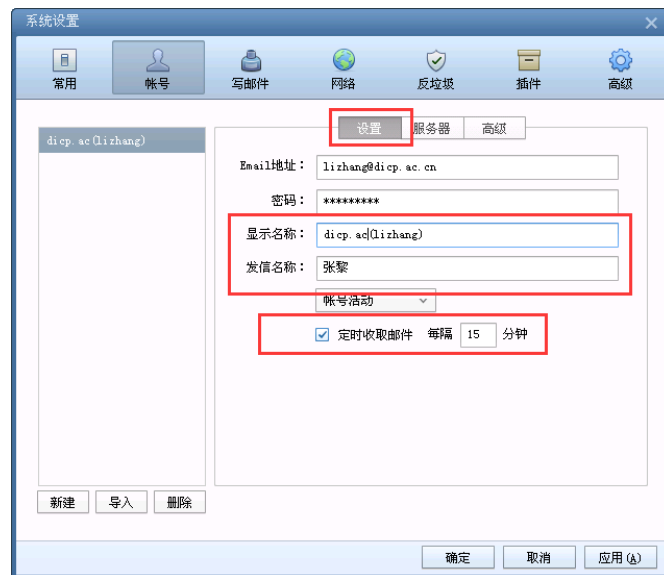 系统设置
常用 帐号 写邮件 网络 反垃圾 插件 高级
设置 服务器 高级
dicp.ac(lizhang)
Email地址： lizhang@dicp.ac.cn
密码： *********
显示名称： dicp.ac(lizhang)
发信名称： 张黎
帐号活动
定时收取邮件 每隔 15 分钟
新建 导入 删除
确定 取消 应用(A)